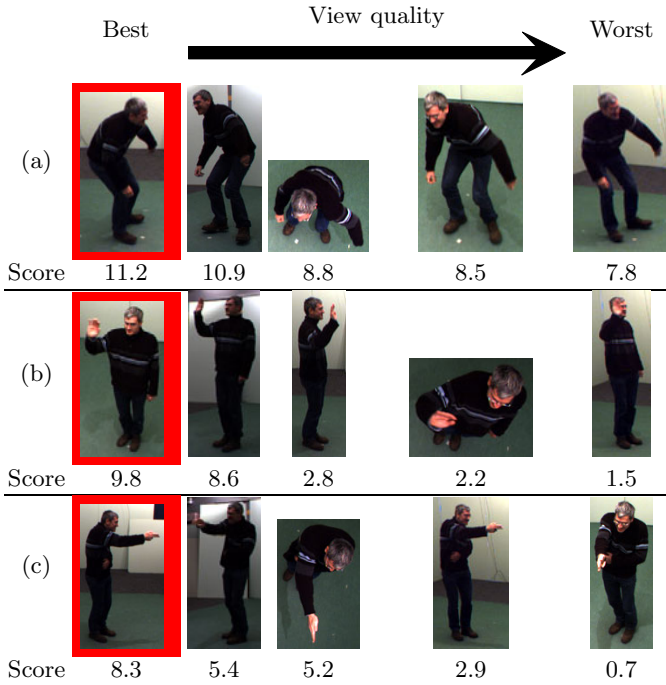 Best View quality Worst
(a)
Score 11.2 10.9 8.8 8.5 7.8
(b)
Score 9.8 8.6 2.8 2.2 1.5
(c)
Score 8.3 5.4 5.2 2.9 0.7